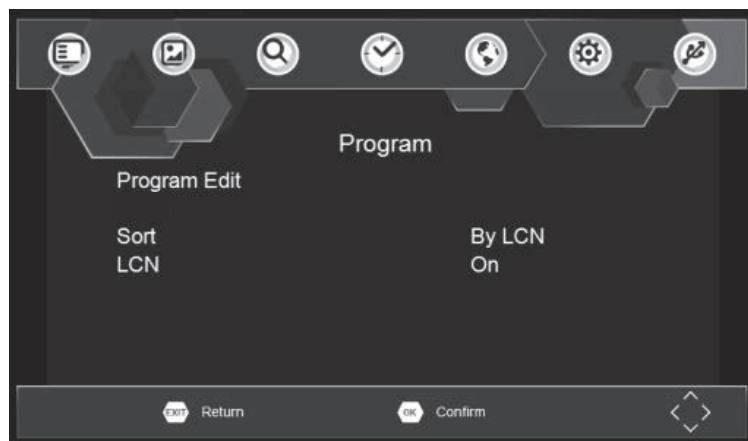 Program
Program Edit
Sort By LCN
LCN On
EXIT Return OK Confirm